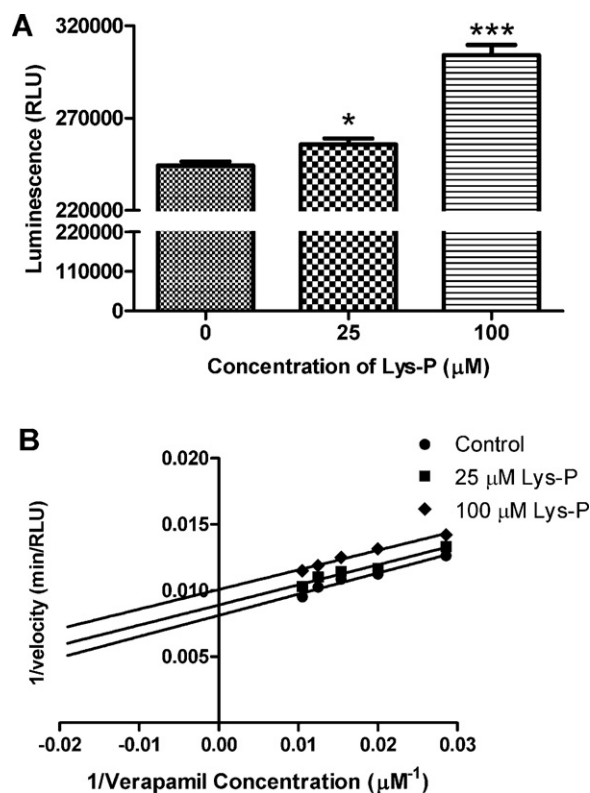 A
Luminescence (RLU)
320000
270000
220000
220000
110000
0
*
***
0 25 100
Concentration of Lys-P (μM)
B
Control
25 μM Lys-P
100 μM Lys-P
1/velocity (min/RLU)
0.020
0.015
0.010
0.005
-0.02 -0.01 0.00 0.01 0.02 0.03
1/Verapamil Concentration (μM⁻¹)